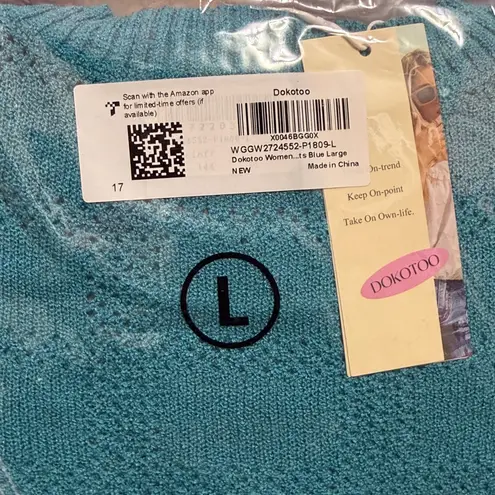 Scan with the Amazon app
for limited-time offers (if
available)
17
Dokotoo
X0046BGG0X
WGGW2724552-P1809-L
Dokotoo Women...ts Blue Large
NEW Made in China
On-trend
Keep On-point
Take On Own-life.
DOKOTOO
L